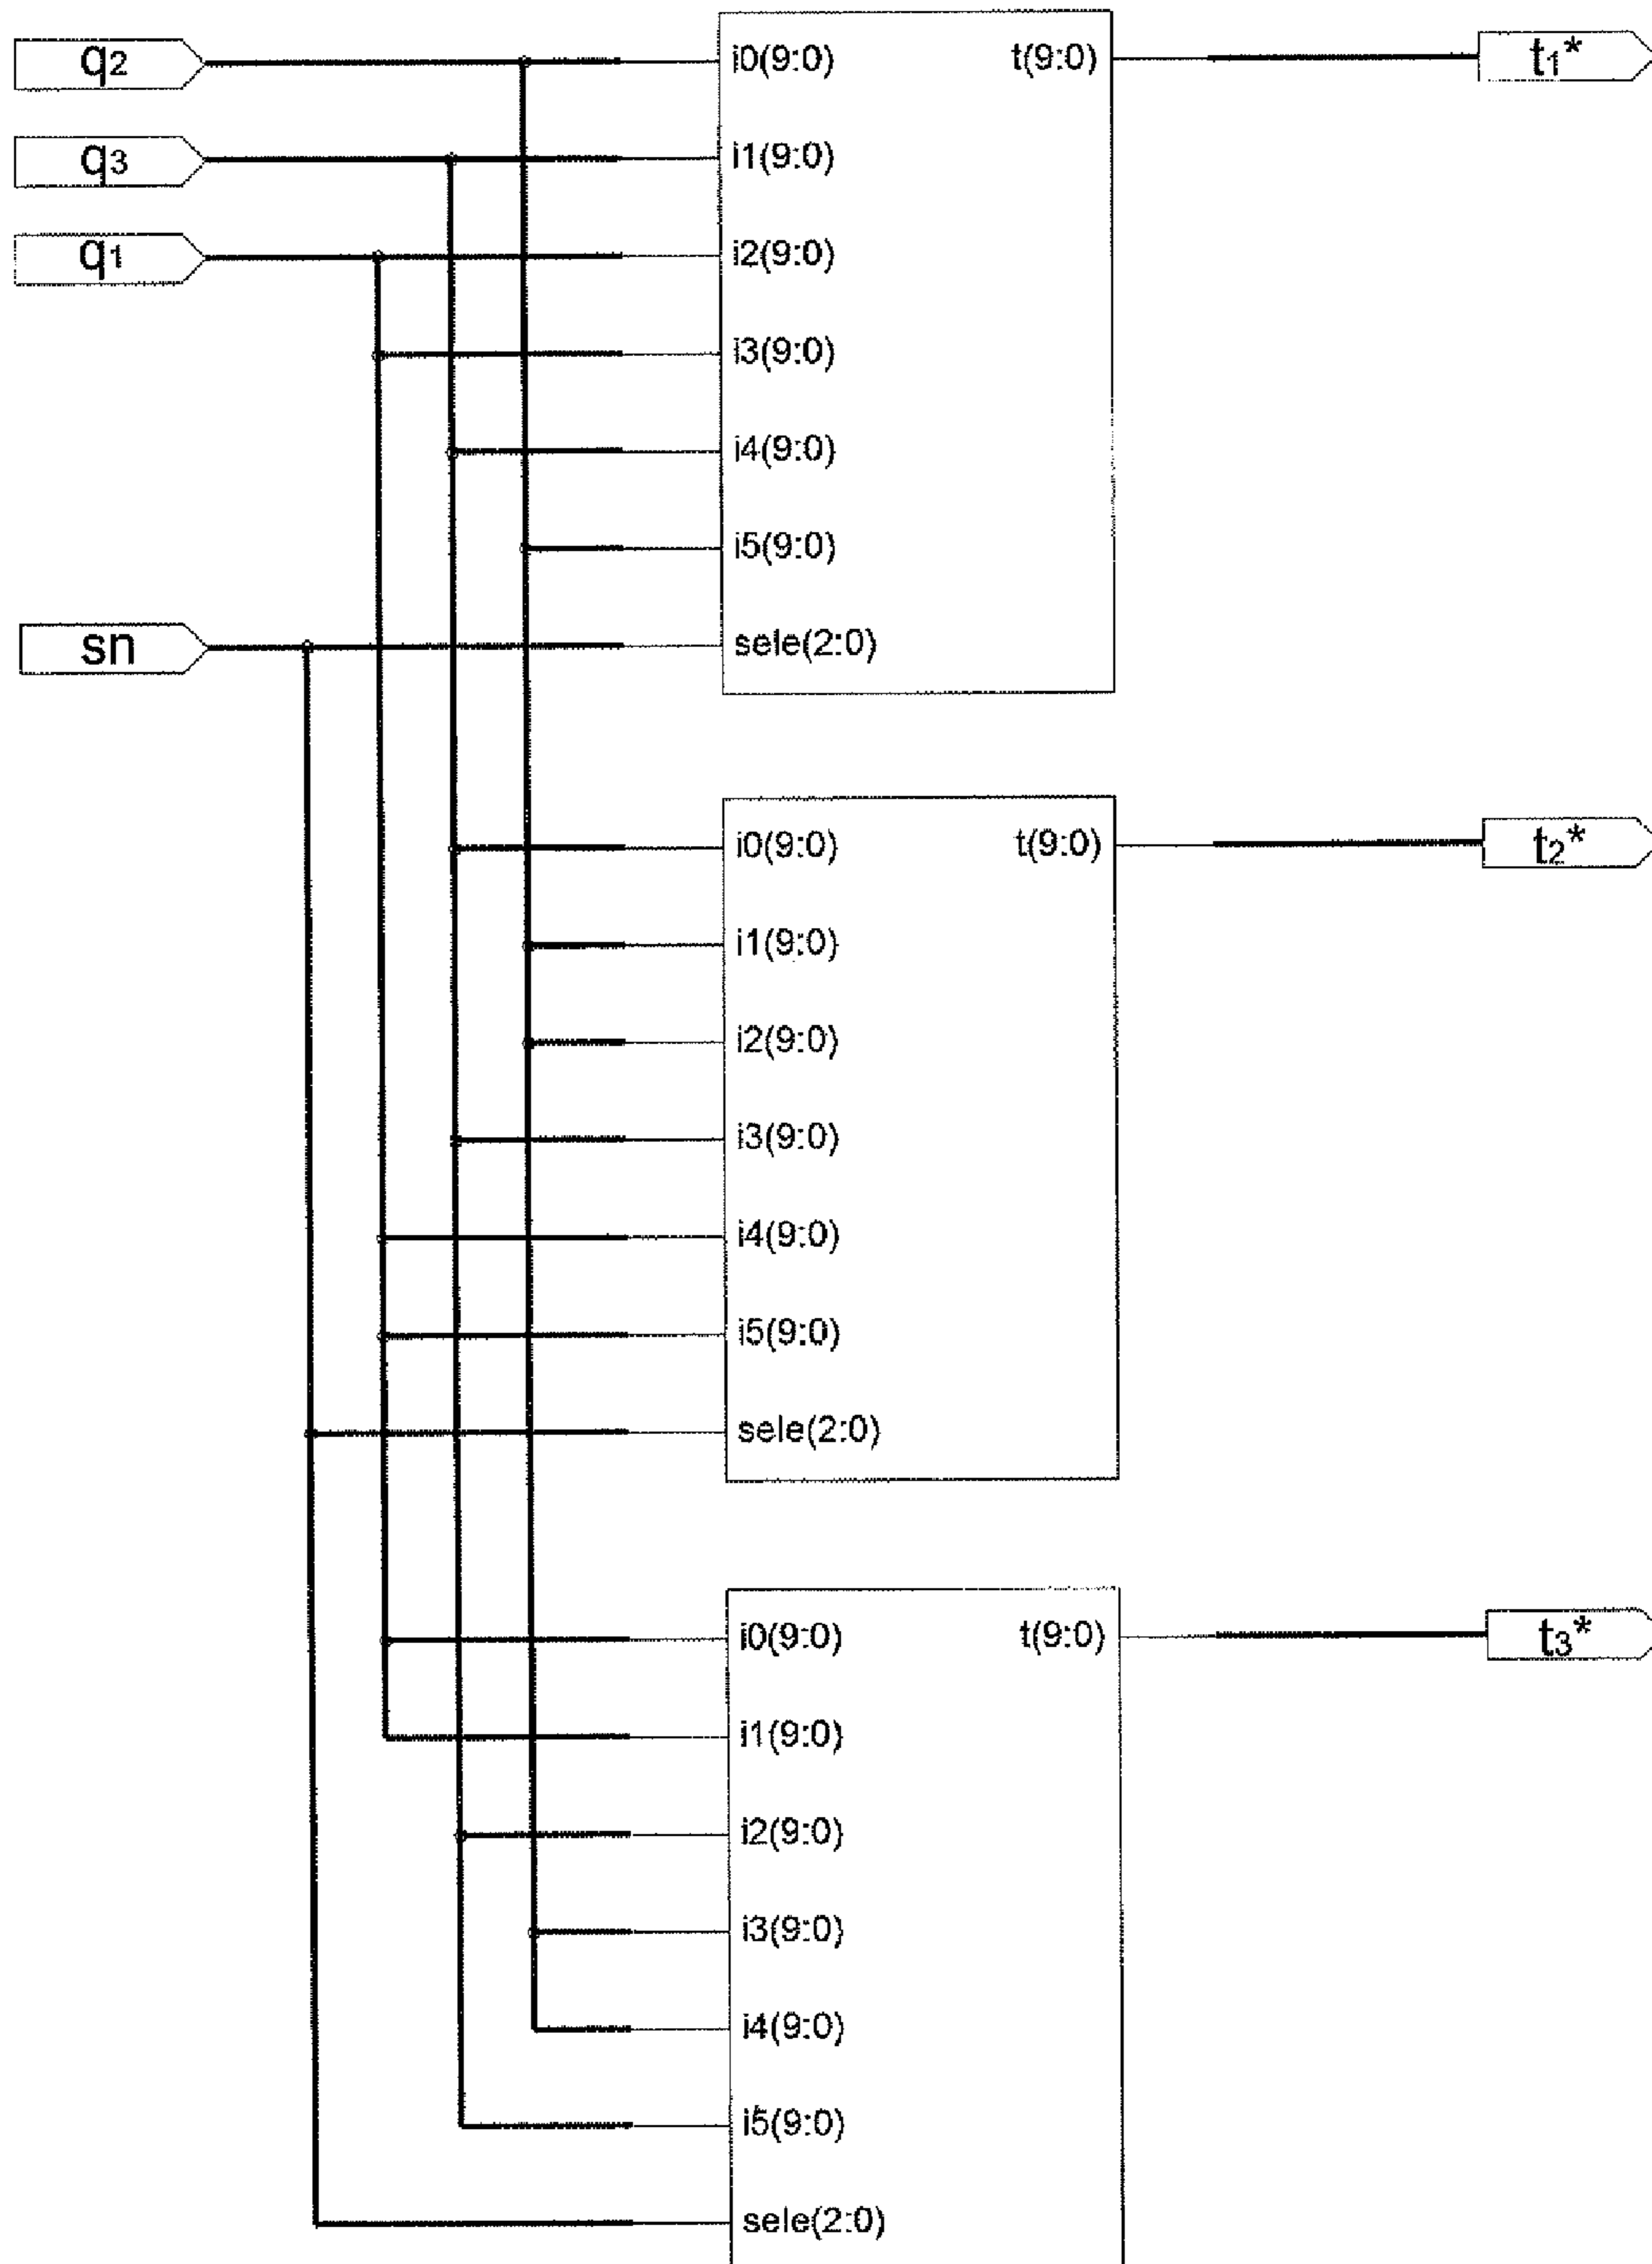 q2
i0(9:0)
t(9:0)
t1*
q3
i1(9:0)
q1
i2(9:0)
i3(9:0)
i4(9:0)
i5(9:0)
sn
sele(2:0)
i0(9:0)
t(9:0)
t2*
i1(9:0)
i2(9:0)
i3(9:0)
i4(9:0)
i5(9:0)
sele(2:0)
i0(9:0)
t(9:0)
t3*
i1(9:0)
i2(9:0)
i3(9:0)
i4(9:0)
i5(9:0)
sele(2:0)